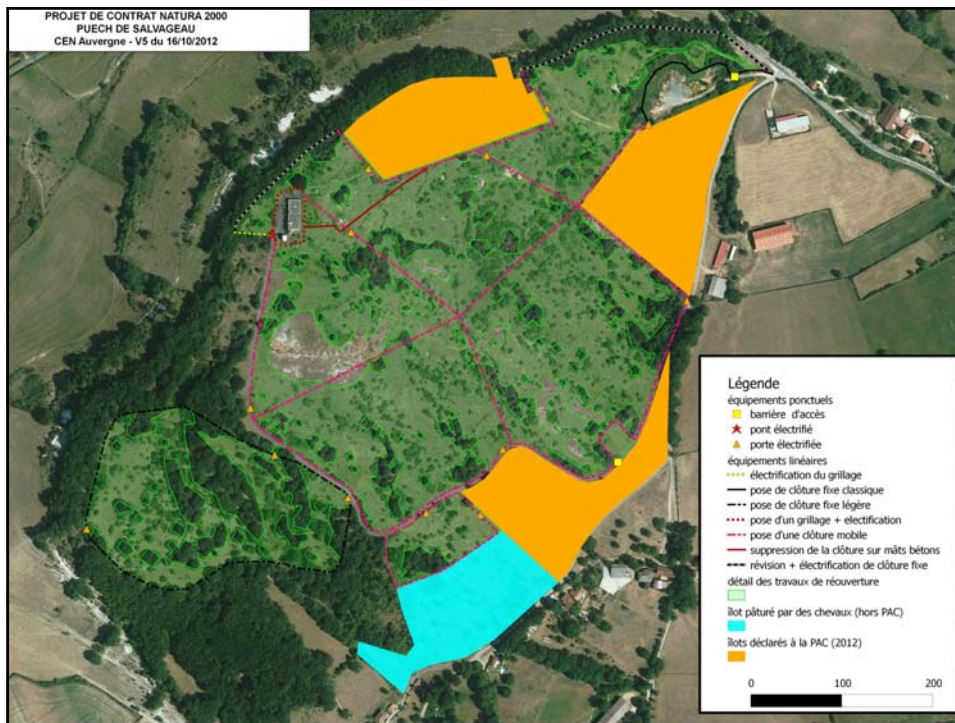 PROJET DE CONTRAT NATURA 2000
PUECH DE SALVAGEAU
CEN Auvergne - V5 du 16/10/2012
Légende
équipements ponctuels
barrière d'accès
pont électrifié
porte électrifiée
équipements linéaires
électrification du grillage
pose de clôture fixe classique
pose de clôture fixe légère
pose d'un grillage + electification
pose d'une clôture mobile
suppression de la clôture sur mâts bétons
révision + électrification de clôture fixe
détail des travaux de réouverture
îlot pâturé par des chevaux (hors PAC)
îlots déclarés à la PAC (2012)
0 100 200